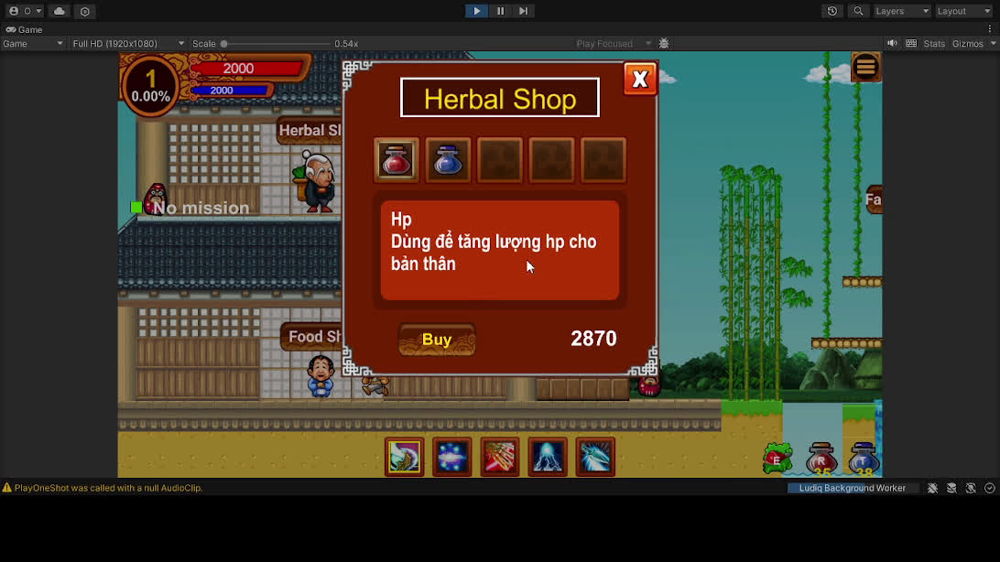 O
Layers
Layout
Game
Game
Full HD (1920x1080)
Scale
0.54x
Play Focused
Stats
Gizmos
1
0.00%
2000
2000
Herbal Shop
X
Herbal Sh
No mission
Fa
Hp
Dùng để tăng lượng hp cho
bản thân
Food Sh
Buy
2870
E
R
T
35
38
PlayOneShot was called with a null AudioClip.
Ludiq Background Worker